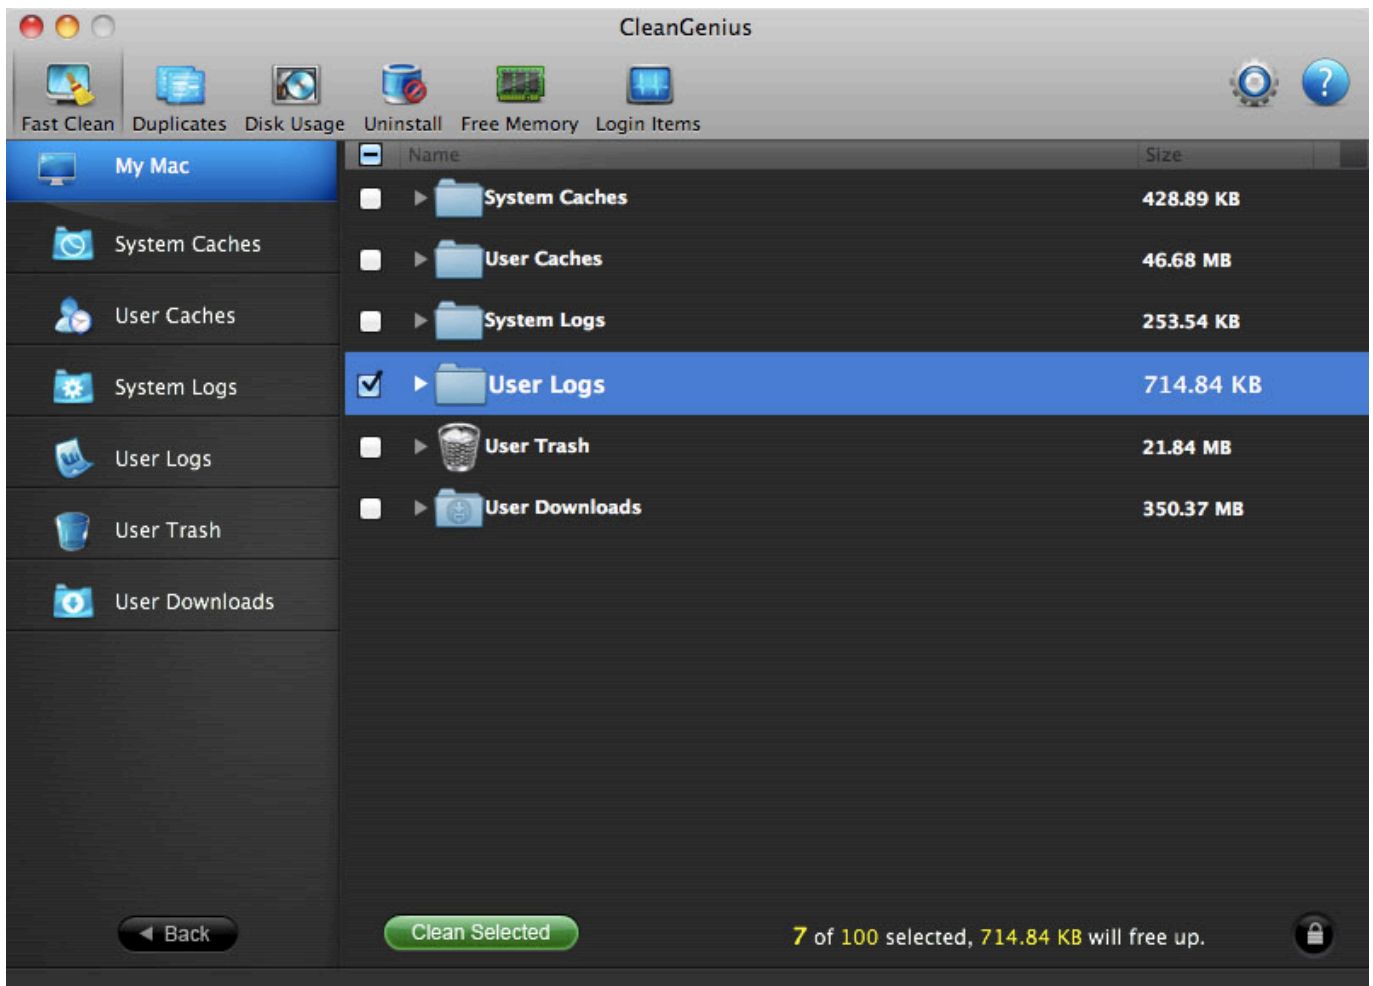 CleanGenius
?
Fast Clean Duplicates Disk Usage Uninstall Free Memory Login Items
My Mac
System Caches
User Caches
System Logs
User Logs
User Trash
User Downloads
Name Size
System Caches 428.89 KB
User Caches 46.68 MB
System Logs 253.54 KB
User Logs 714.84 KB
User Trash 21.84 MB
User Downloads 350.37 MB
Back
Clean Selected
7 of 100 selected, 714.84 KB will free up.